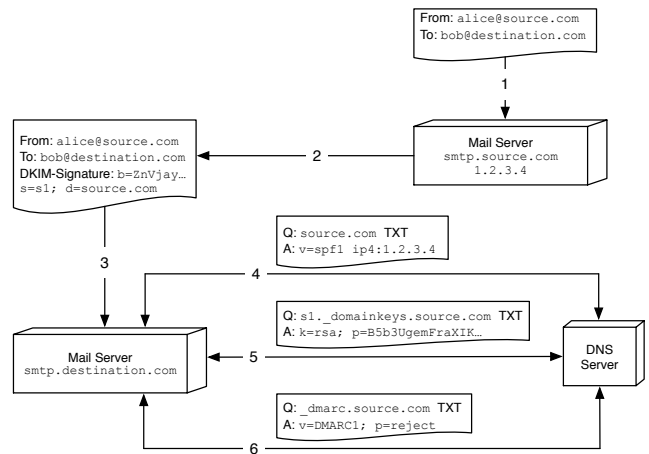 From: alice@source.com
To: bob@destination.com
1
Mail Server
smtp.source.com
1.2.3.4
2
From: alice@source.com
To: bob@destination.com
DKIM-Signature: b=ZnVjay…
s=s1; d=source.com
3
Q: source.com TXT
A: v=spf1 ip4:1.2.3.4
4
Q: s1._domainkeys.source.com TXT
A: k=rsa; p=B5b3UgemFraXIK…
5
Mail Server
smtp.destination.com
DNS
Server
Q: _dmarc.source.com TXT
A: v=DMARC1; p=reject
6